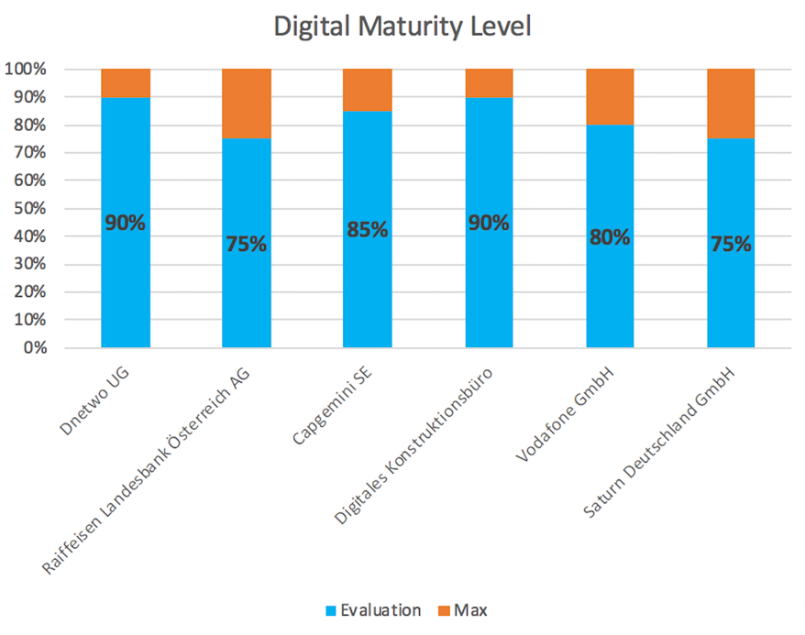 Digital Maturity Level
100%
90%
80%
70%
60%
50%
40%
30%
20%
10%
0%
90%
75%
85%
90%
80%
75%
Dnetwo UG
Raiffeisen Landesbank Österreich AG
Capgemini SE
Digitales Konstruktionsbüro
Vodafone GmbH
Saturn Deutschland GmbH
Evaluation
Max